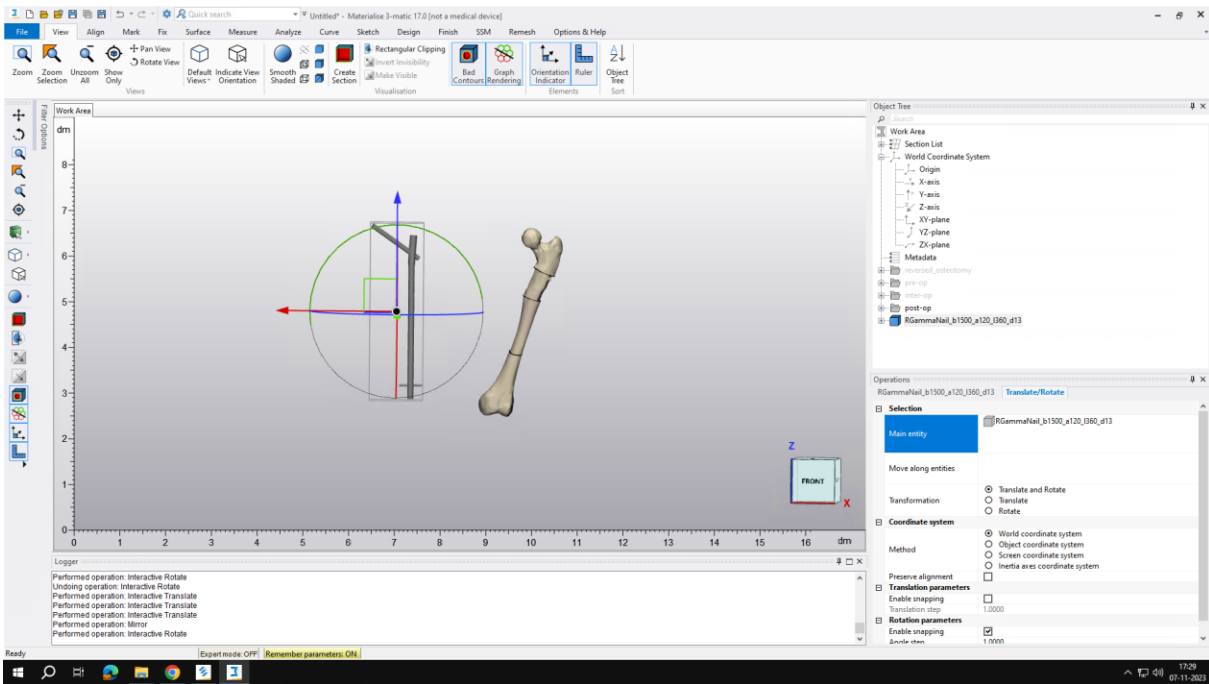 Quick search
Untitled* - Materialise 3-matic 17.0 [not a medical device]
File View Align Mark Fix Surface Measure Analyze Curve Sketch Design Finish SSM Remesh Options & Help
Zoom
Zoom Selection
Unzoom All
Show Only
Pan View
Rotate View
Default Views
Indicate View Orientation
Views
Smooth Shaded
Create Section
Rectangular Clipping
Invert Invisibility
Make Visible
Visualisation
Bad Contours
Graph Rendering
Orientation Indicator
Ruler
Elements
Object Tree
Sort
Filter Options
Work Area
dm
8
7
6
5
4
3
2
1
0
0 1 2 3 4 5 6 7 8 9 10 11 12 13 14 15 16 dm
Z
FRONT
X
Logger
Performed operation: Interactive Rotate
Undoing operation: Interactive Rotate
Performed operation: Interactive Translate
Performed operation: Interactive Translate
Performed operation: Interactive Translate
Performed operation: Mirror
Performed operation: Interactive Rotate
Object Tree
Search
Work Area
Section List
World Coordinate System
Origin
X-axis
Y-axis
Z-axis
XY-plane
YZ-plane
ZX-plane
Metadata
reversed_osteotomy
pre-op
inter-op
post-op
RGammaNail_b1500_a120_l360_d13
Operations
RGammaNail_b1500_a120_l360_d13 Translate/Rotate
Selection
Main entity RGammaNail_b1500_a120_l360_d13
Move along entities
Transformation
Translate and Rotate
Translate
Rotate
Coordinate system
Method
World coordinate system
Object coordinate system
Screen coordinate system
Inertia axes coordinate system
Preserve alignment
Translation parameters
Enable snapping
Translation step 1.0000
Rotation parameters
Enable snapping
Angle step 1.0000
Ready Expert mode: OFF Remember parameters: ON
17:29
07-11-2023